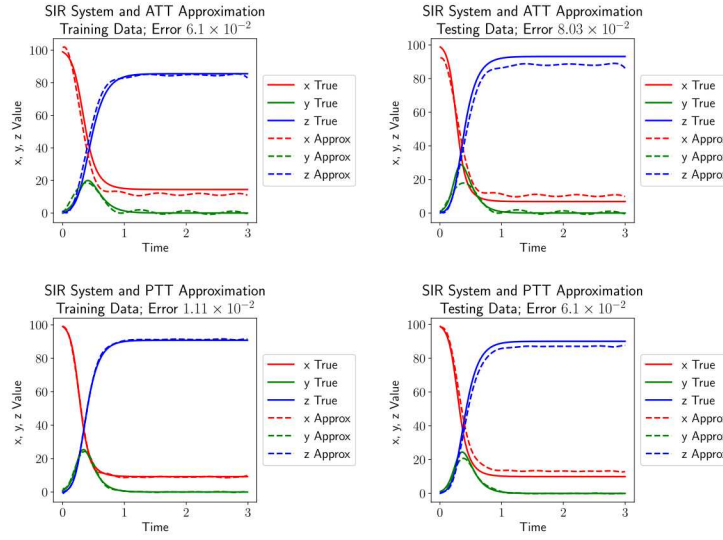 SIR System and ATT Approximation
Training Data; Error 6.1 × 10⁻²
x, y, z Value
100
80
60
40
20
0
0
1
2
3
Time
x True
y True
z True
x Approx
y Approx
z Approx
SIR System and ATT Approximation
Testing Data; Error 8.03 × 10⁻²
x, y, z Value
100
80
60
40
20
0
0
1
2
3
Time
x True
y True
z True
x Approx
y Approx
z Approx
SIR System and PTT Approximation
Training Data; Error 1.11 × 10⁻²
x, y, z Value
100
80
60
40
20
0
0
1
2
3
Time
x True
y True
z True
x Approx
y Approx
z Approx
SIR System and PTT Approximation
Testing Data; Error 6.1 × 10⁻²
x, y, z Value
100
80
60
40
20
0
0
1
2
3
Time
x True
y True
z True
x Approx
y Approx
z Approx